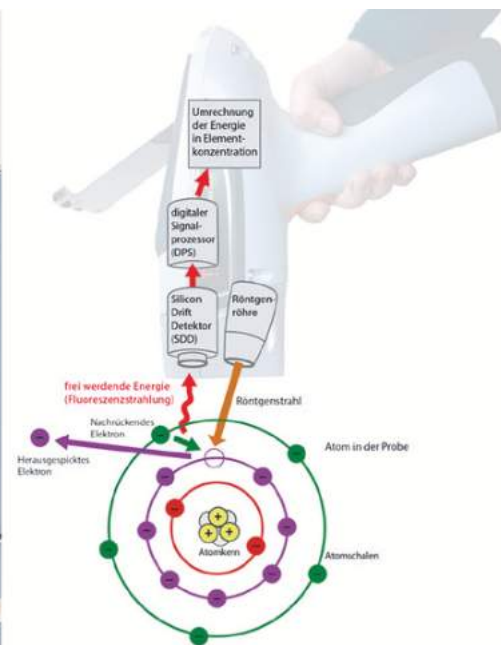 Umrechnung
der Energie
in Element-
konzentration
digitaler
Signal-
prozessor
(DPS)
Silicon
Drift
Detektor
(SDD)
Röntgen-
röhre
frei werdende Energie
(Fluoreszenzstrahlung)
Röntgenstrahl
Nachrückendes
Elektron
Herausgespicktes
Elektron
Atom in der Probe
Atomkern
Atomschalen